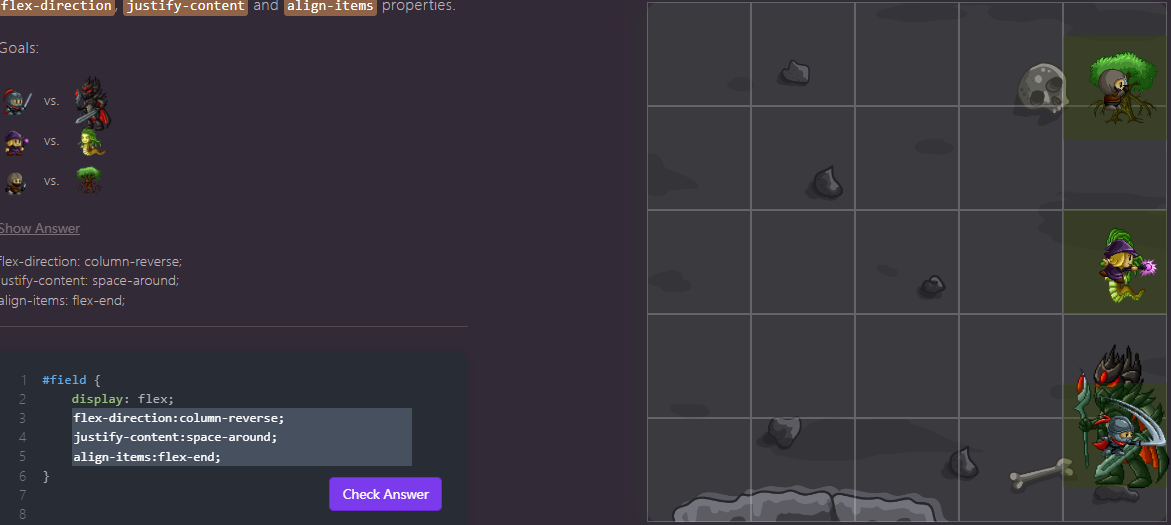 flex-direction, justify-content and align-items properties.
Goals:
vs.
vs.
vs.
Show Answer
flex-direction: column-reverse;
justify-content: space-around;
align-items: flex-end;
1 #field {
2 display: flex;
3 flex-direction:column-reverse;
4 justify-content:space-around;
5 align-items:flex-end;
6 }
7
8
Check Answer